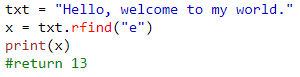 txt = "Hello, welcome to my world."
x = txt.rfind("e")
print(x)
#return 13